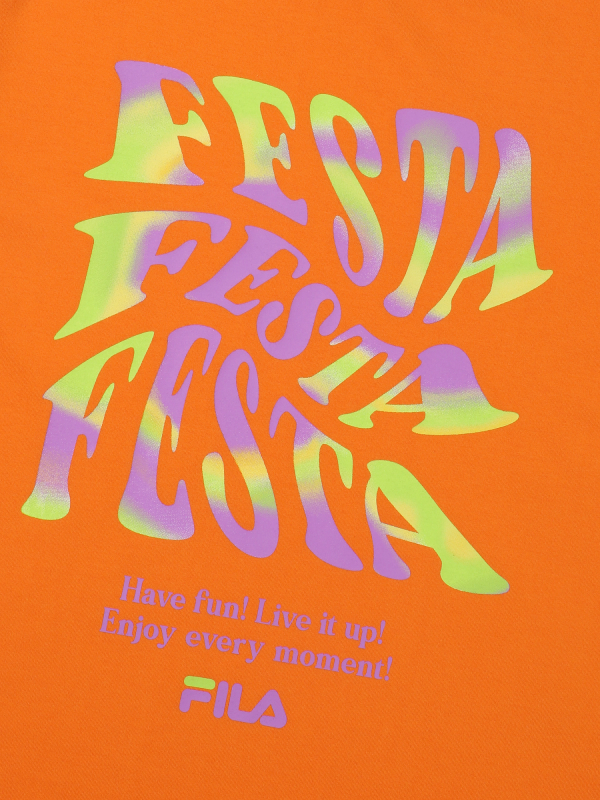 FESTA
FESTA
FESTA
Have fun! Live it up!
Enjoy every moment!
FILA